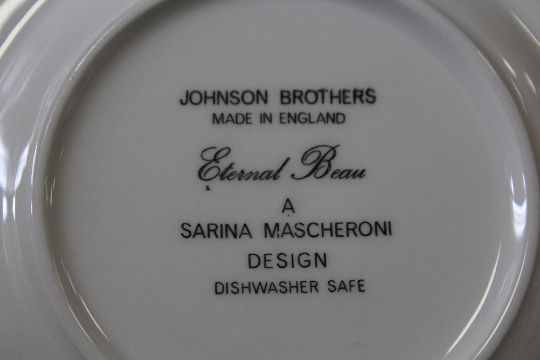 JOHNSON BROTHERS
MADE IN ENGLAND
Eternal Beau
A
SARINA MASCHERONI
DESIGN
DISHWASHER SAFE